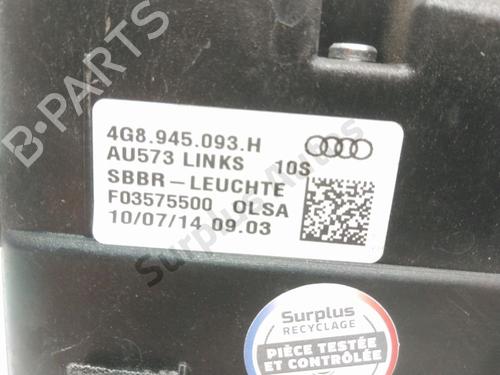 4G8.945.093.H
AU573 LINKS 10S
SBBR-LEUCHTE
F03575500 OLSA
10/07/14 09.03
Surplus
RECYCLAGE
PIÈCE TESTÉE
ET CONTRÔLÉE
B-PARTS
Surplus Autos